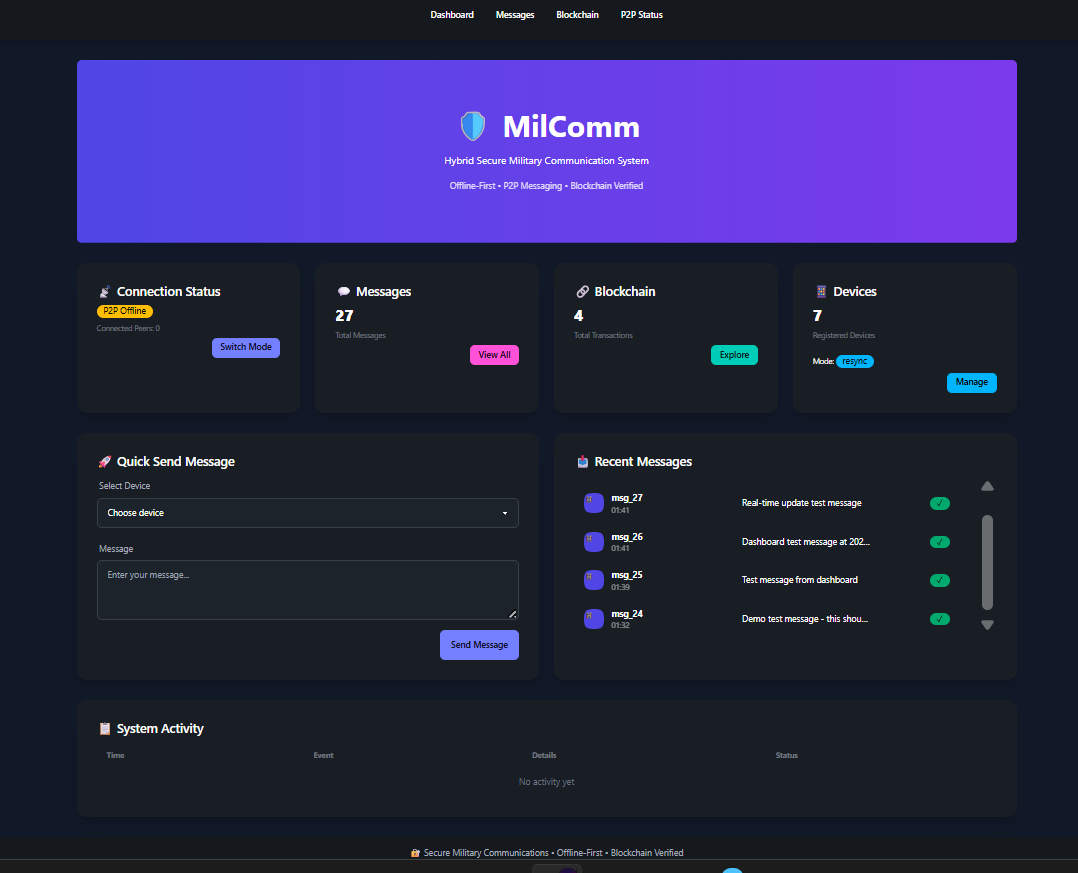 Dashboard Messages Blockchain P2P Status
MilComm
Hybrid Secure Military Communication System
Offline-First • P2P Messaging • Blockchain Verified
Connection Status
P2P Offline
Connected Peers: 0
Switch Mode
Messages
27
Total Messages
View All
Blockchain
4
Total Transactions
Explore
Devices
7
Registered Devices
Mode: resync
Manage
Quick Send Message
Select Device
Choose device
Message
Enter your message...
Send Message
Recent Messages
msg_27
01:41
Real-time update test message
✓
msg_26
01:41
Dashboard test message at 202...
✓
msg_25
01:39
Test message from dashboard
✓
msg_24
01:32
Demo test message - this shou...
✓
System Activity
Time Event Details Status
No activity yet
Secure Military Communications • Offline-First • Blockchain Verified